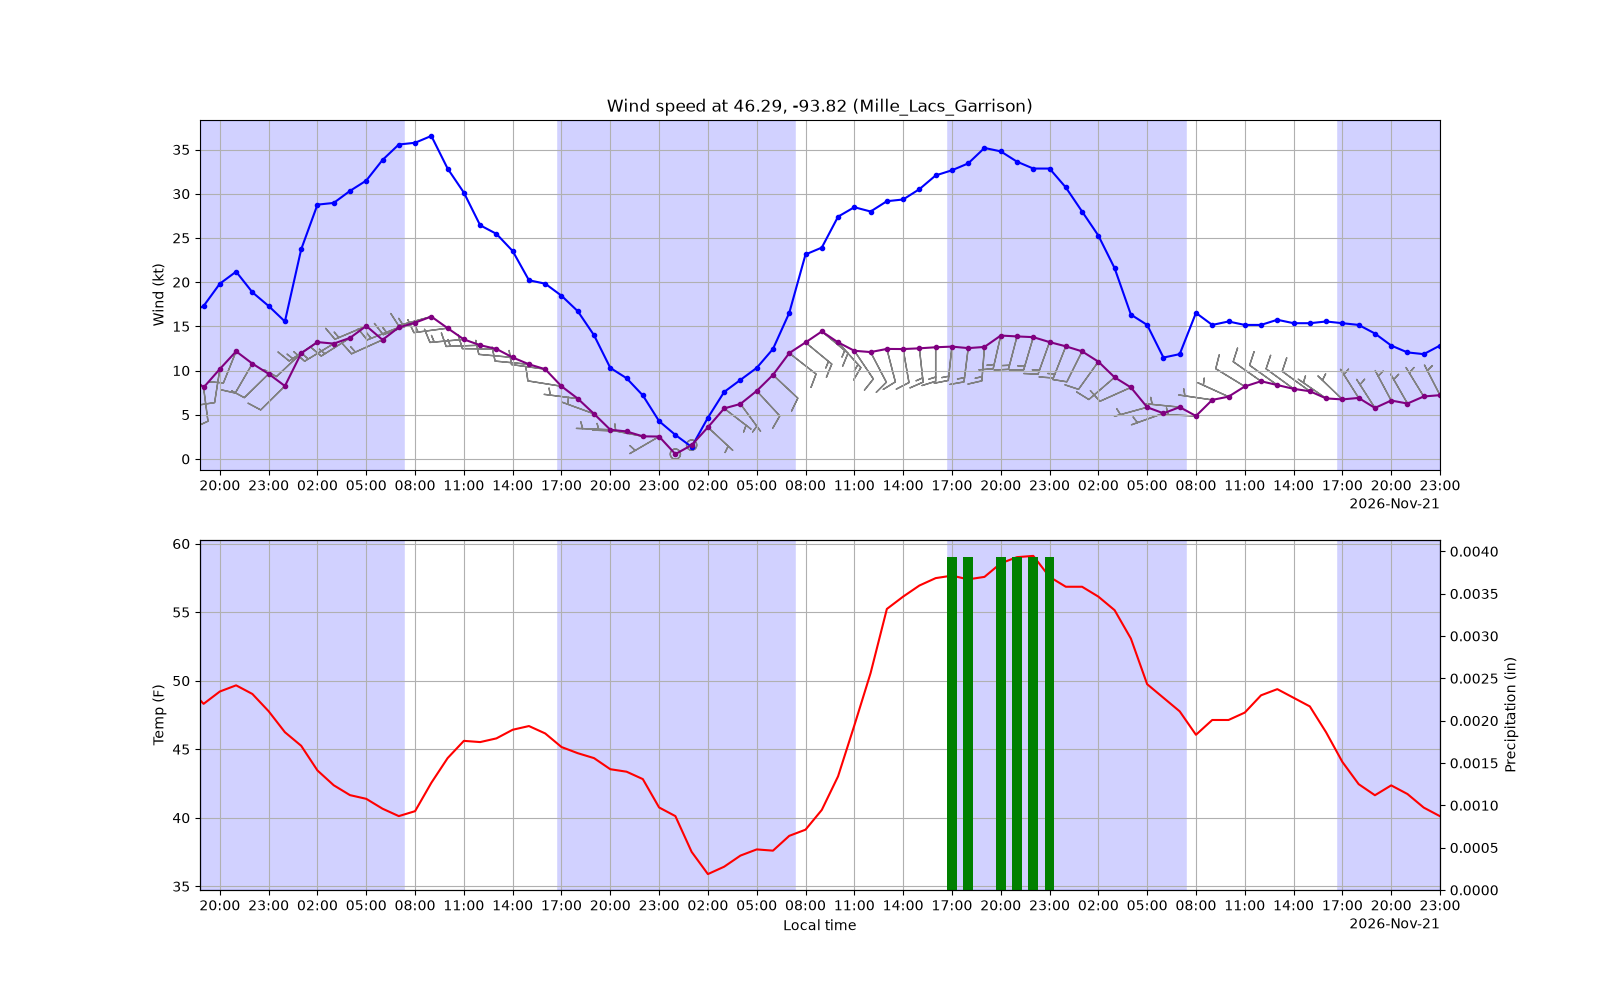 Wind speed at 46.29, -93.82 (Mille_Lacs_Garrison)
Wind (kt)
35
30
25
20
15
10
5
0
20:00 23:00 02:00 05:00 08:00 11:00 14:00 17:00 20:00 23:00 02:00 05:00 08:00 11:00 14:00 17:00 20:00 23:00 02:00 05:00 08:00 11:00 14:00 17:00 20:00 23:00
2026-Nov-21
Temp (F)
60
55
50
45
40
35
0.0040
0.0035
0.0030
0.0025
0.0020
0.0015
0.0010
0.0005
0.0000
Precipitation (in)
20:00 23:00 02:00 05:00 08:00 11:00 14:00 17:00 20:00 23:00 02:00 05:00 08:00 11:00 14:00 17:00 20:00 23:00 02:00 05:00 08:00 11:00 14:00 17:00 20:00 23:00
Local time
2026-Nov-21